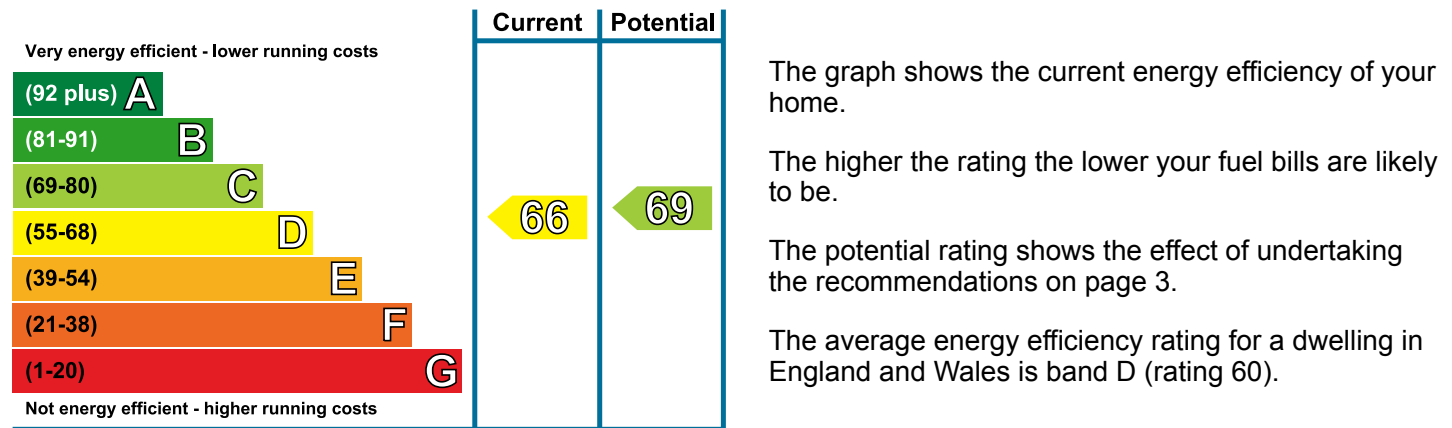 Current Potential
Very energy efficient - lower running costs
(92 plus) A
(81-91) B
(69-80) C
(55-68) D
(39-54) E
(21-38) F
(1-20) G
Not energy efficient - higher running costs
66 69
The graph shows the current energy efficiency of your
home.
The higher the rating the lower your fuel bills are likely
to be.
The potential rating shows the effect of undertaking
the recommendations on page 3.
The average energy efficiency rating for a dwelling in
England and Wales is band D (rating 60).